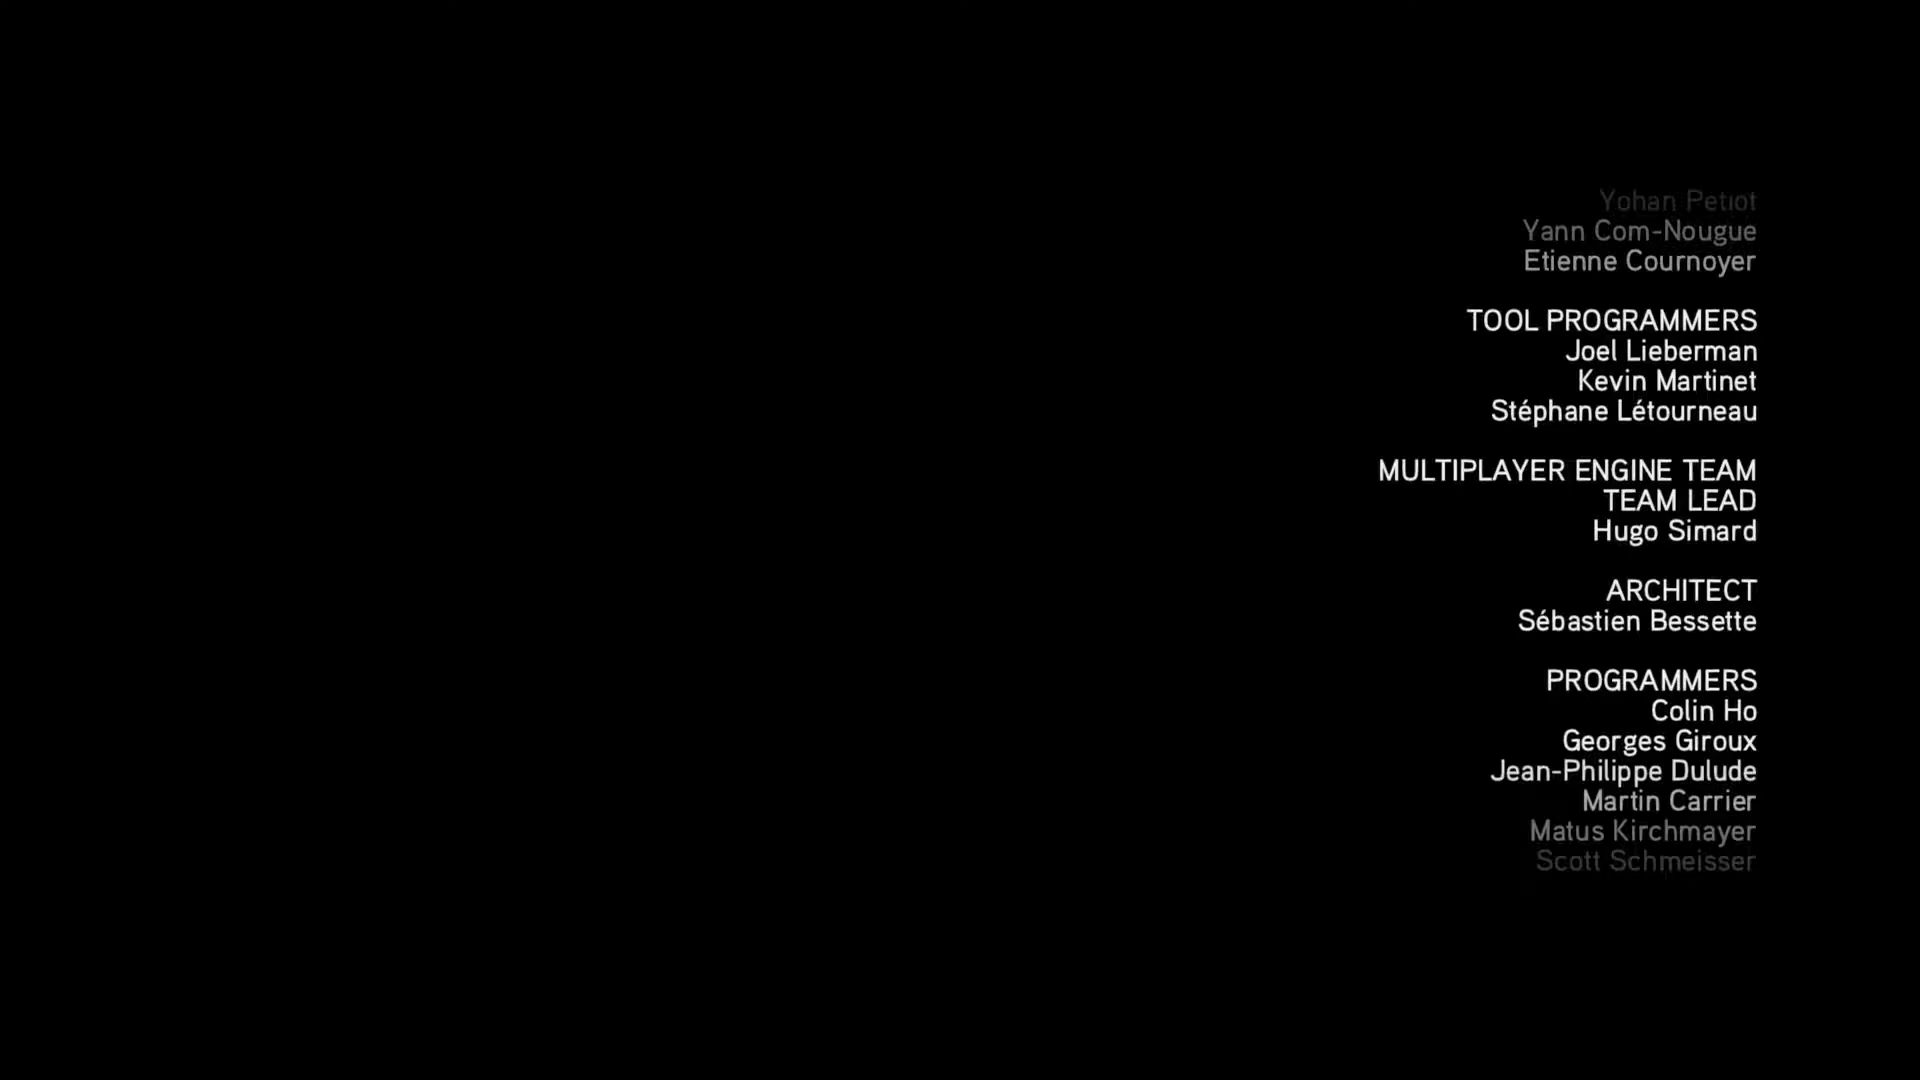 Yohan Petiot
Yann Com-Nougue
Etienne Cournoyer
TOOL PROGRAMMERS
Joel Lieberman
Kevin Martinet
Stéphane Létourneau
MULTIPLAYER ENGINE TEAM
TEAM LEAD
Hugo Simard
ARCHITECT
Sébastien Bessette
PROGRAMMERS
Colin Ho
Georges Giroux
Jean-Philippe Dulude
Martin Carrier
Matus Kirchmayer
Scott Schmeisser